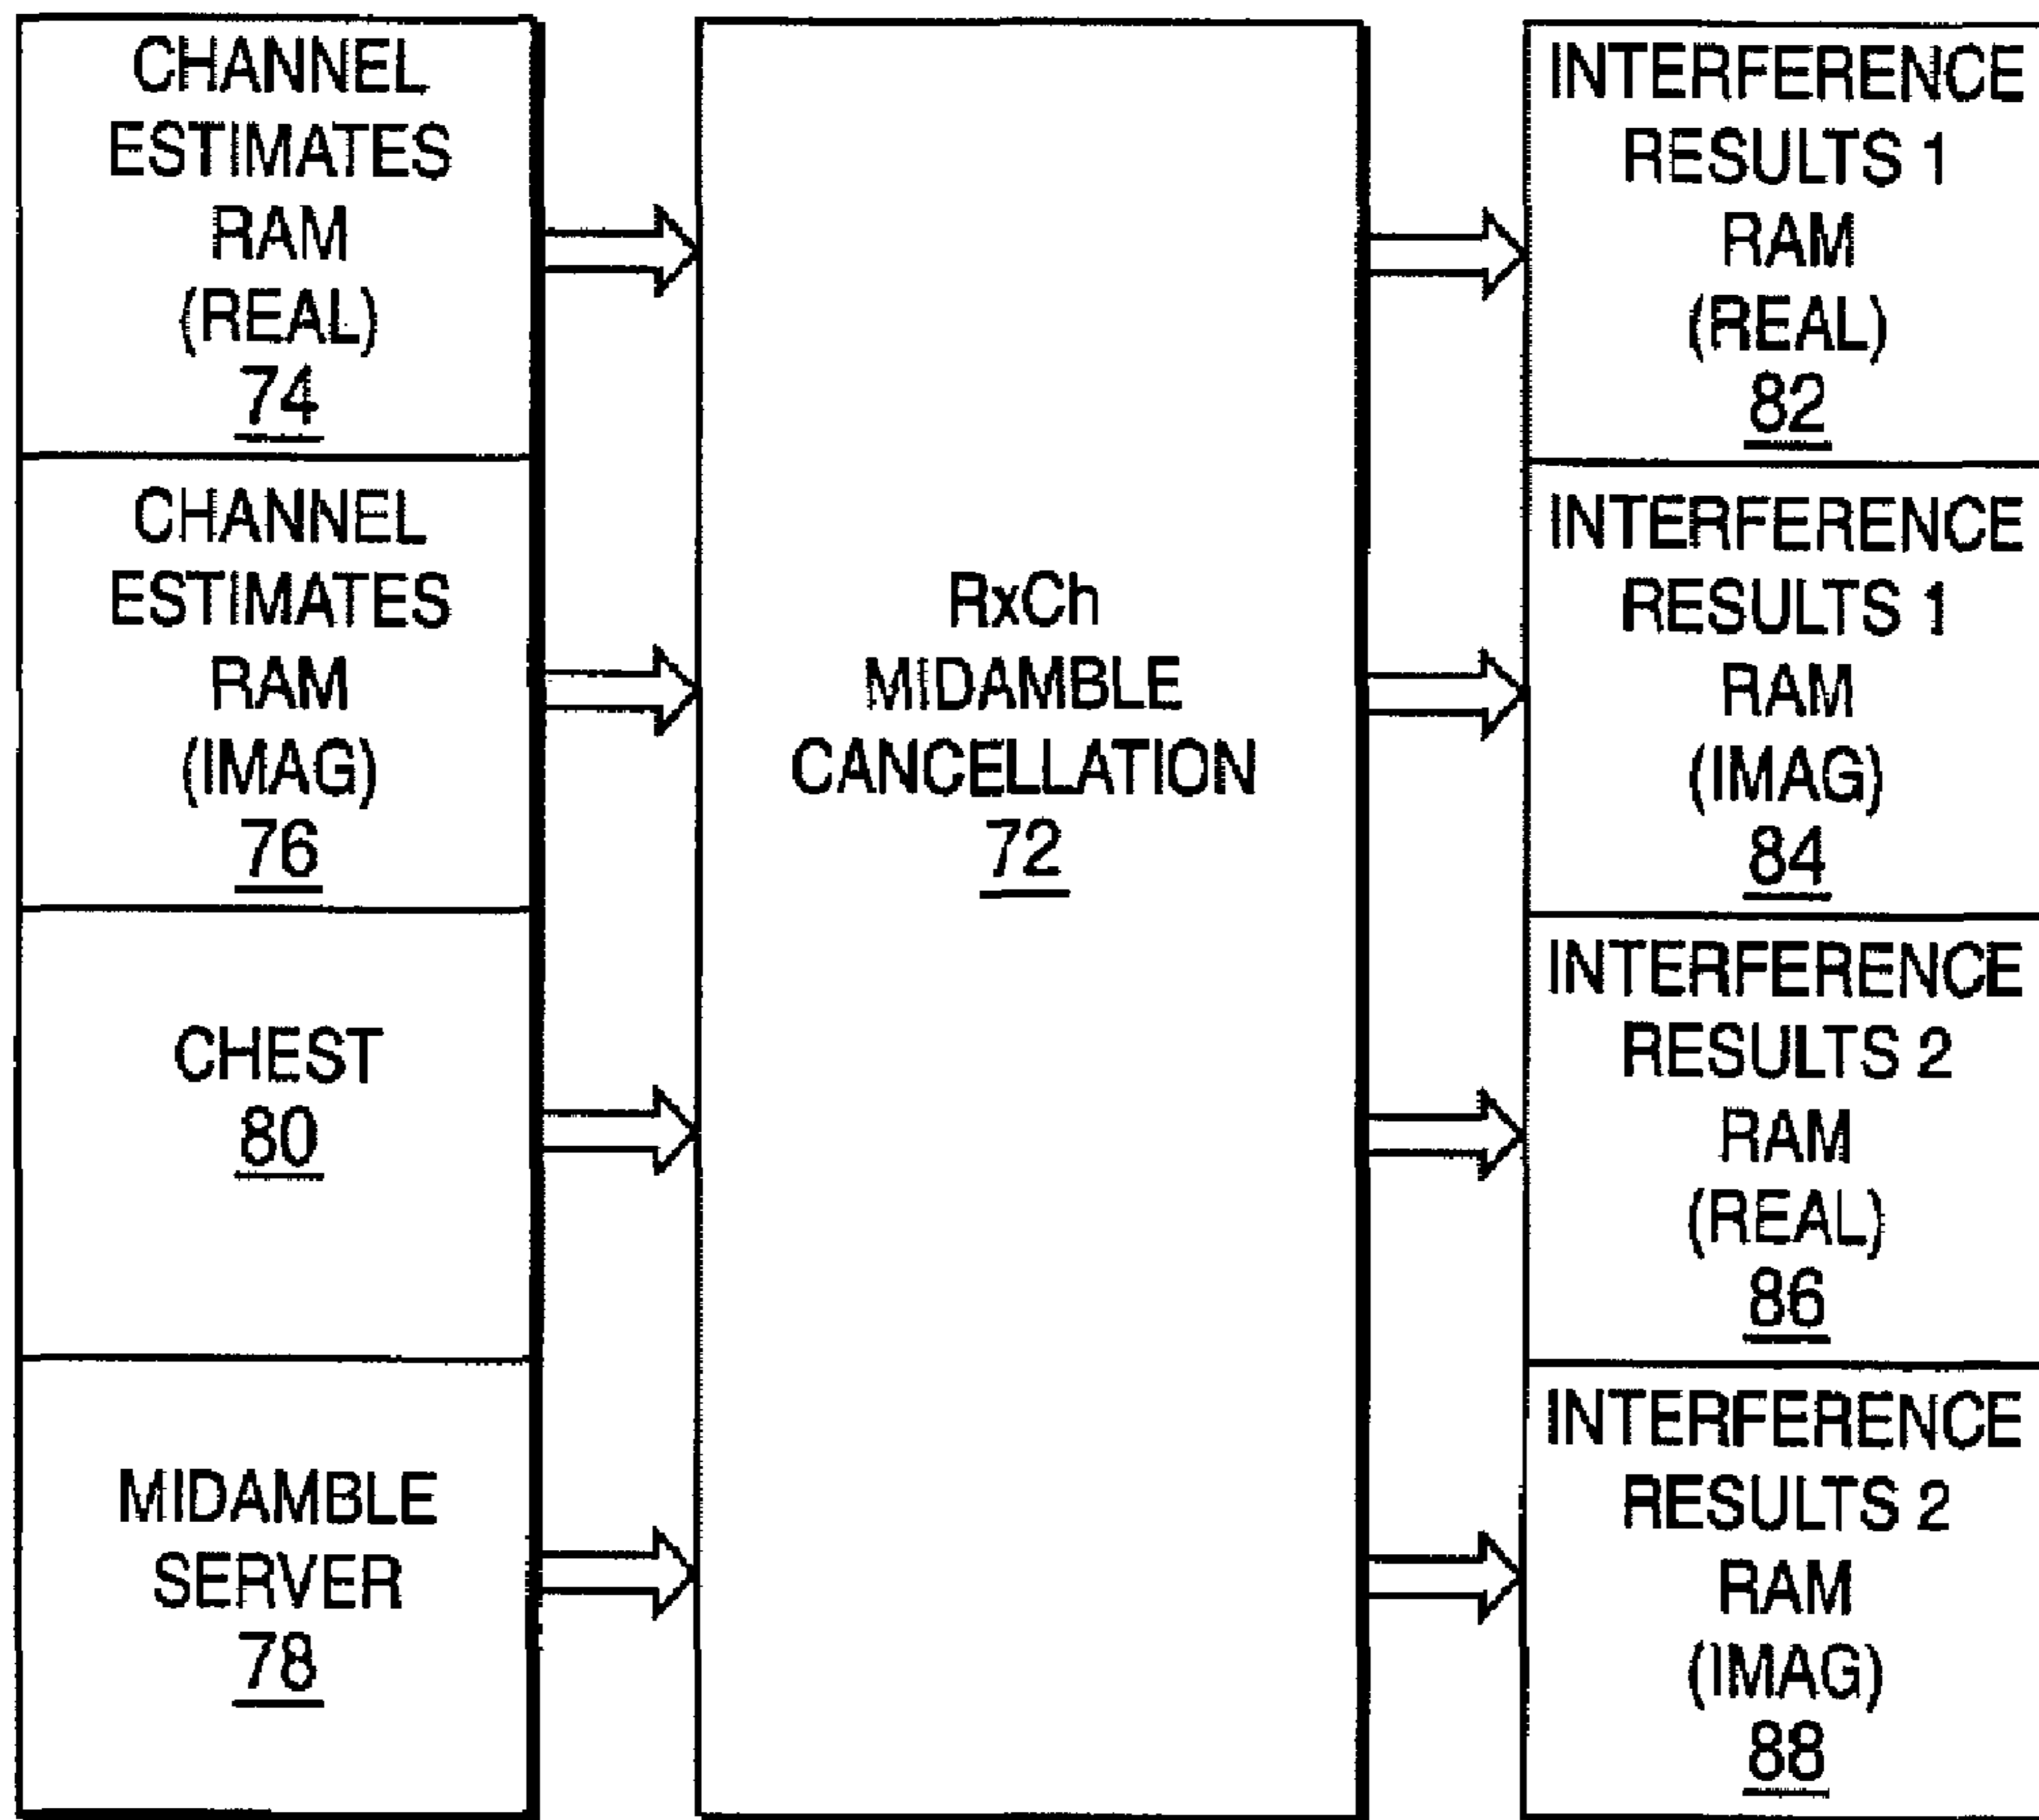 CHANNEL
ESTIMATES
RAM
(REAL)
74
CHANNEL
ESTIMATES
RAM
(IMAG)
76
CHEST
80
MIDAMBLE
SERVER
78
RxCh
MIDAMBLE
CANCELLATION
72
INTERFERENCE
RESULTS 1
RAM
(REAL)
82
INTERFERENCE
RESULTS 1
RAM
(IMAG)
84
INTERFERENCE
RESULTS 2
RAM
(REAL)
86
INTERFERENCE
RESULTS 2
RAM
(IMAG)
88